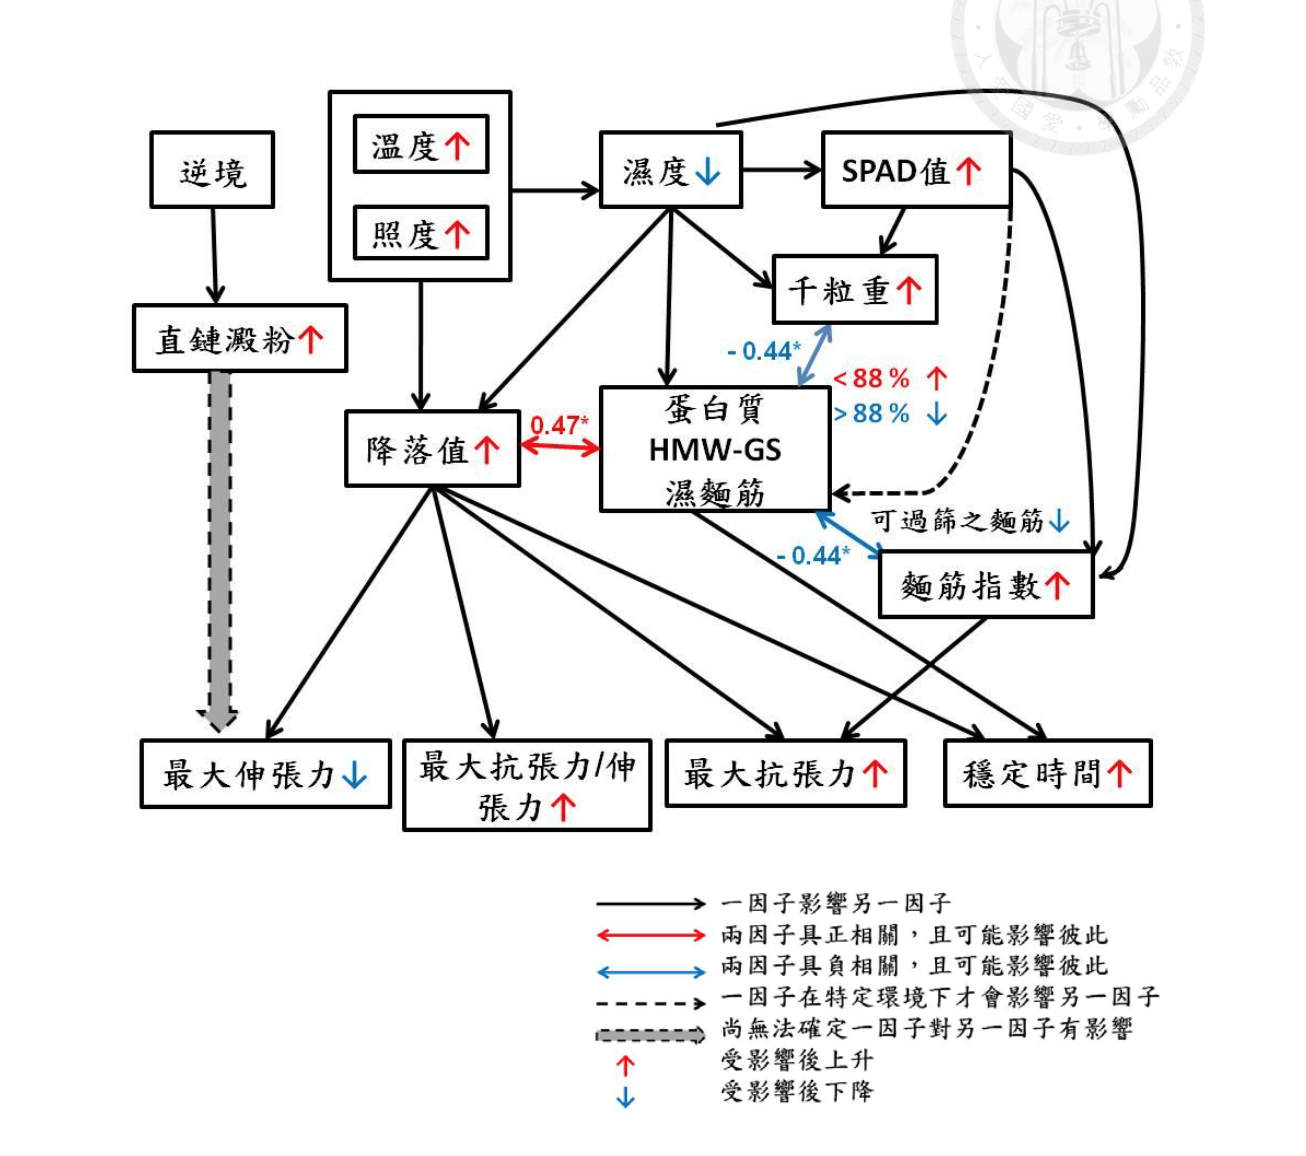 逆境
溫度↑
照度↑
濕度↓
SPAD值↑
千粒重↑
直鏈澱粉↑
- 0.44*
< 88 % ↑
> 88 % ↓
降落值↑
0.47*
蛋白質
HMW-GS
濕麵筋
可過篩之麵筋↓
- 0.44*
麵筋指數↑
最大伸張力↓
最大抗張力/伸
張力↑
最大抗張力↑
穩定時間↑
一因子影響另一因子
兩因子具正相關，且可能影響彼此
兩因子具負相關，且可能影響彼此
一因子在特定環境下才會影響另一因子
尚無法確定一因子對另一因子有影響
↑ 受影響後上升
↓ 受影響後下降